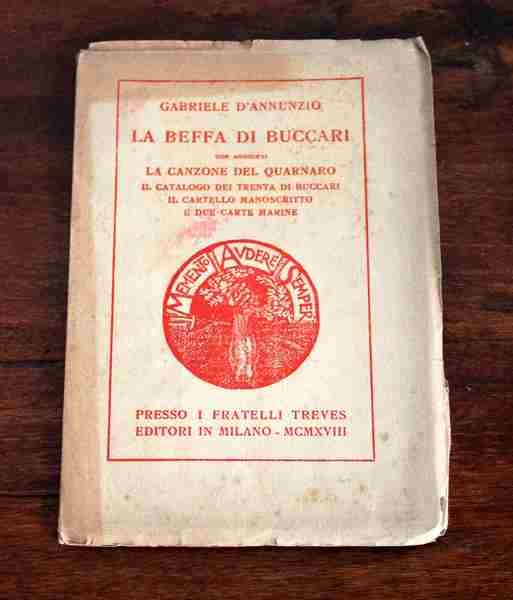 GABRIELE D'ANNUNZIO
LA BEFFA DI BUCCARI
CON AGGIUNTI
LA CANZONE DEL QUARNARO
IL CATALOGO DEI TRENTA DI BUCCARI
IL CARTELLO MANOSCRITTO
E DUE CARTE MARINE
MEMENTO AVDERE SEMPER
PRESSO I FRATELLI TREVES
EDITORI IN MILANO - MCMXVIII